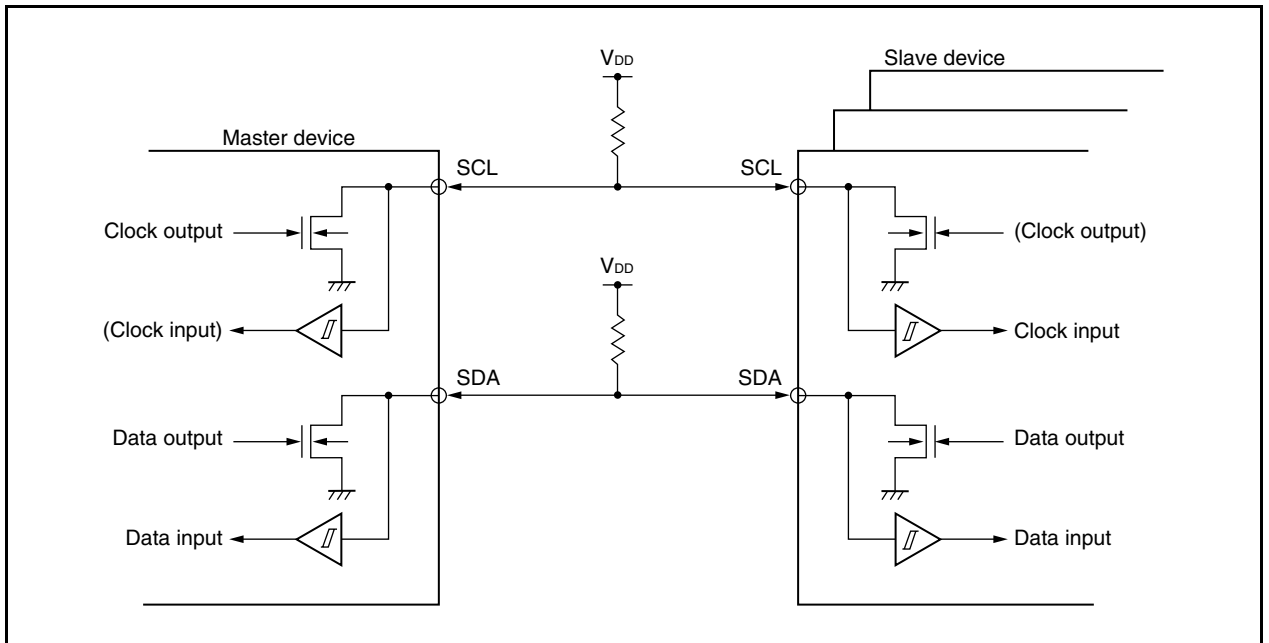 VDD
Slave device
Master device
SCL
SCL
Clock output
(Clock output)
VDD
(Clock input)
Clock input
SDA
SDA
Data output
Data output
Data input
Data input